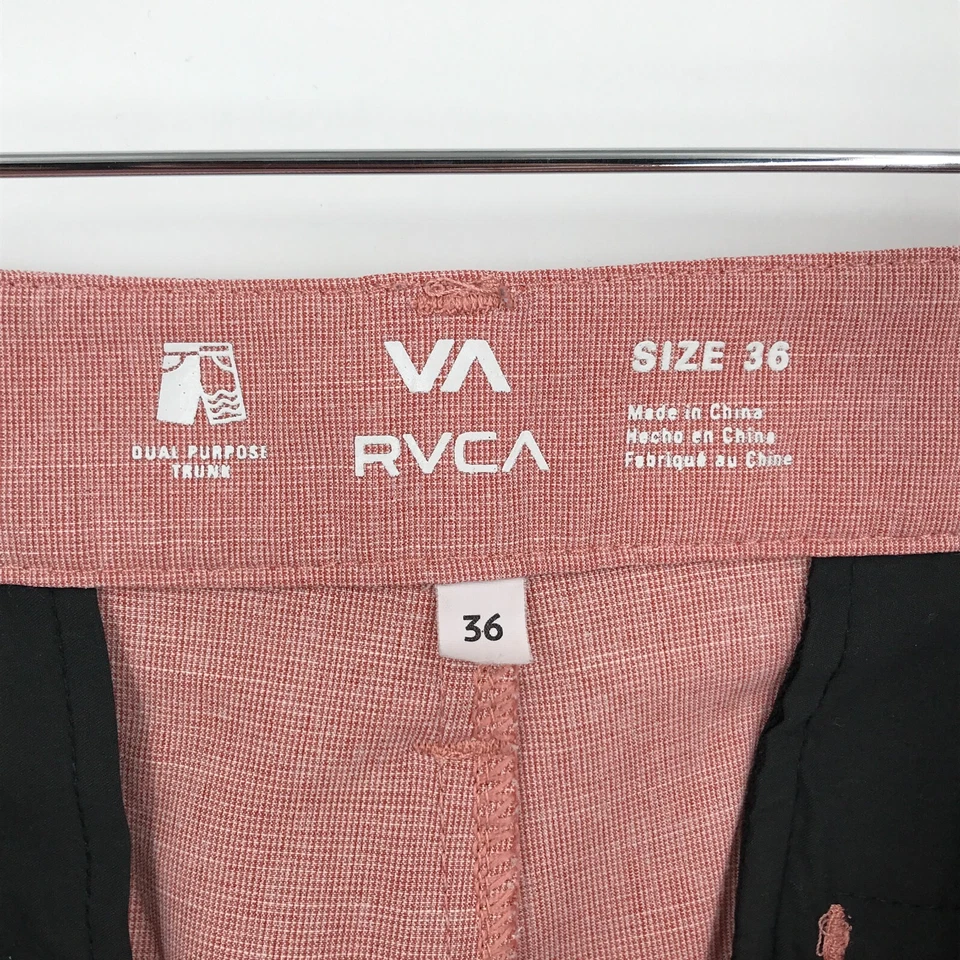 DUAL PURPOSE
TRUNK
VA
RVCA
SIZE 36
Made in China
Hecho en China
Fabriqué au Chine
36